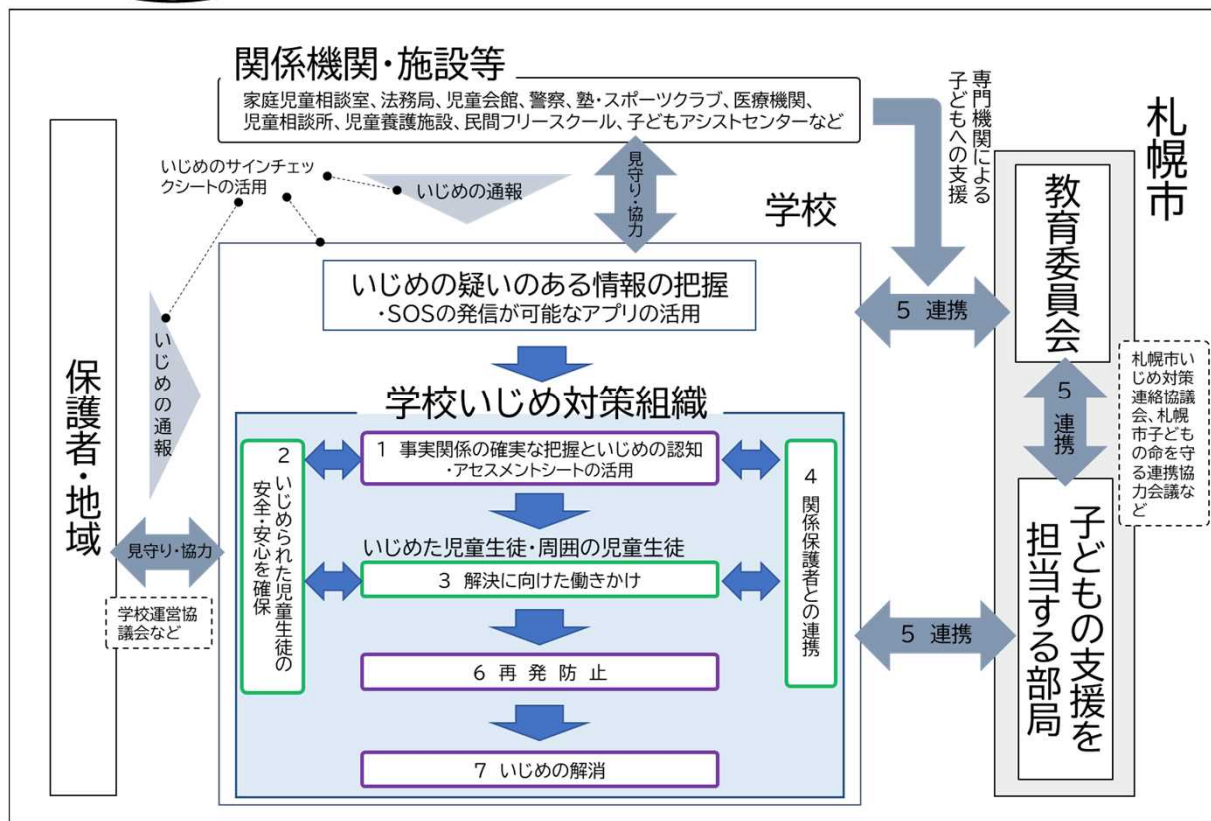 関係機関・施設等
家庭児童相談室、法務局、児童会館、警察、塾・スポーツクラブ、医療機関、
児童相談所、児童養護施設、民間フリースクール、子どもアシストセンターなど
専門機関による
子どもへの支援
札幌市
いじめのサインチェッ
クシートの活用
いじめの通報
見守り・協力
学校
いじめの疑いのある情報の把握
・SOSの発信が可能なアプリの活用
5 連携
教育委員会
保護者・地域
いじめの通報
学校いじめ対策組織
1 事実関係の確実な把握といじめの認知
・アセスメントシートの活用
2 いじめられた児童生徒の
安全・安心を確保
4 関係保護者との連携
いじめた児童生徒・周囲の児童生徒
3 解決に向けた働きかけ
6 再発防止
7 いじめの解消
見守り・協力
学校運営協
議会など
5 連携
札幌市い
じめ対策
連絡協議
会、札幌
市子ども
の命を守
る連携協
力会議な
ど
5 連携
子どもの支援を
担当する部局